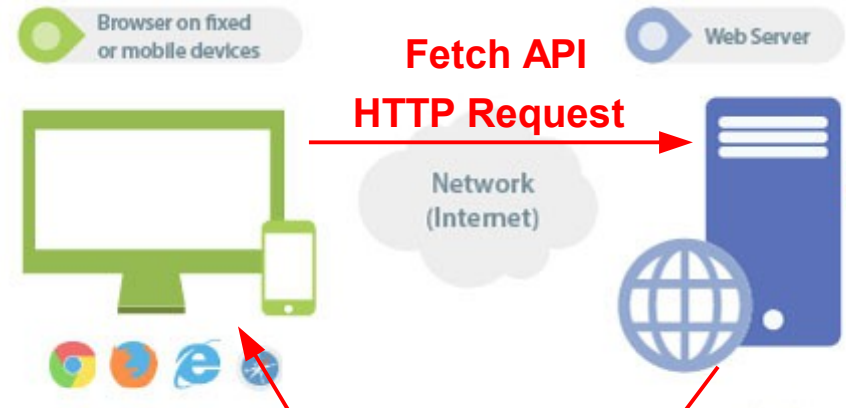 Browser on fixed
or mobile devices
Fetch API
HTTP Request
Web Server
Network
(Internet)